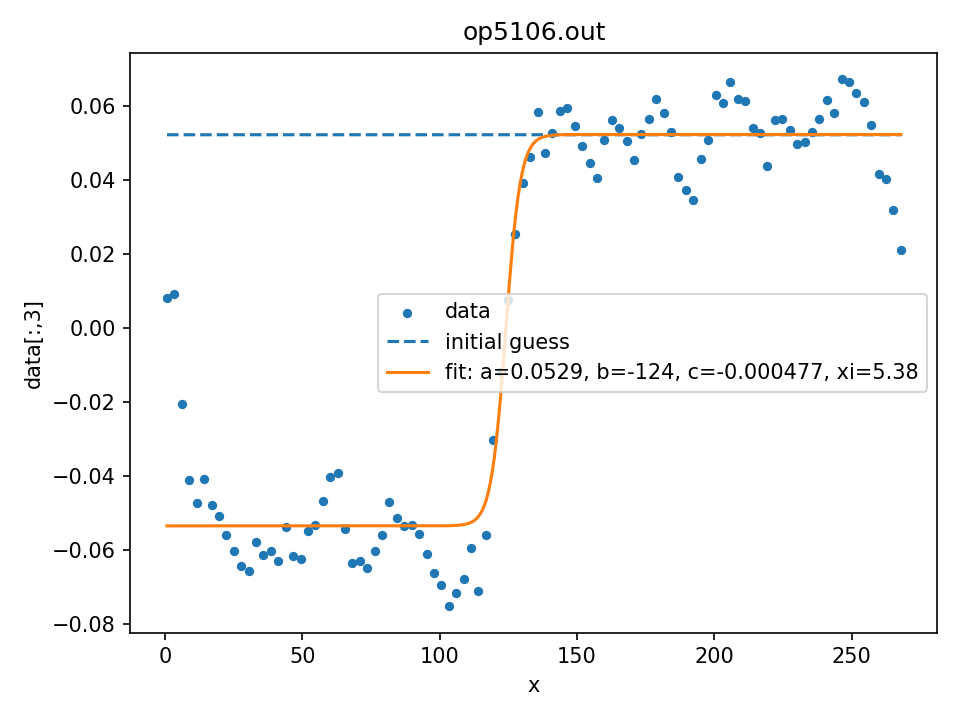 op5106.out
0.06
0.04
0.02
0.00
−0.02
−0.04
−0.06
−0.08
data[:,3]
data
initial guess
fit: a=0.0529, b=-124, c=-0.000477, xi=5.38
0 50 100 150 200 250
x